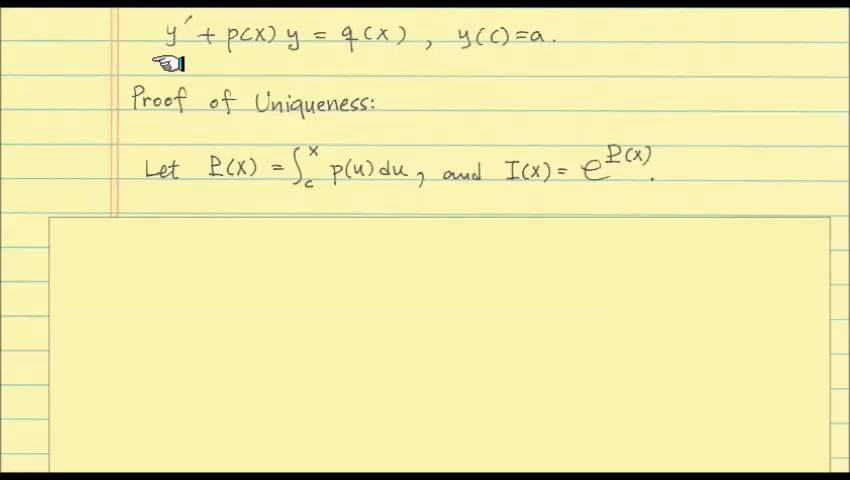 y′ + p(x) y = q(x) , y(c)=a.
Proof of Uniqueness:
Let P(x) = ∫_c^x p(u)du, and I(x) = e^{P(x)}.